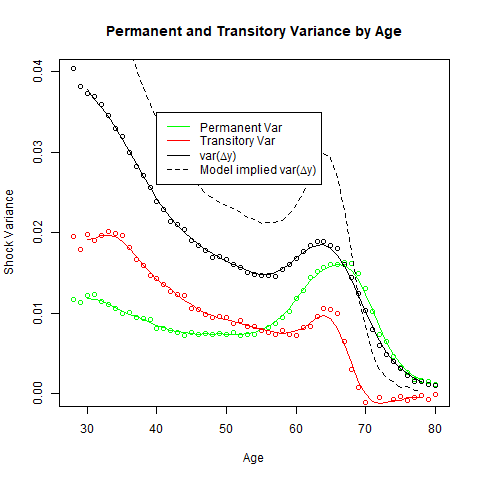 Permanent and Transitory Variance by Age
Shock Variance
0.04
0.03
0.02
0.01
0.00
Permanent Var
Transitory Var
var(Δy)
Model implied var(Δy)
30 40 50 60 70 80
Age